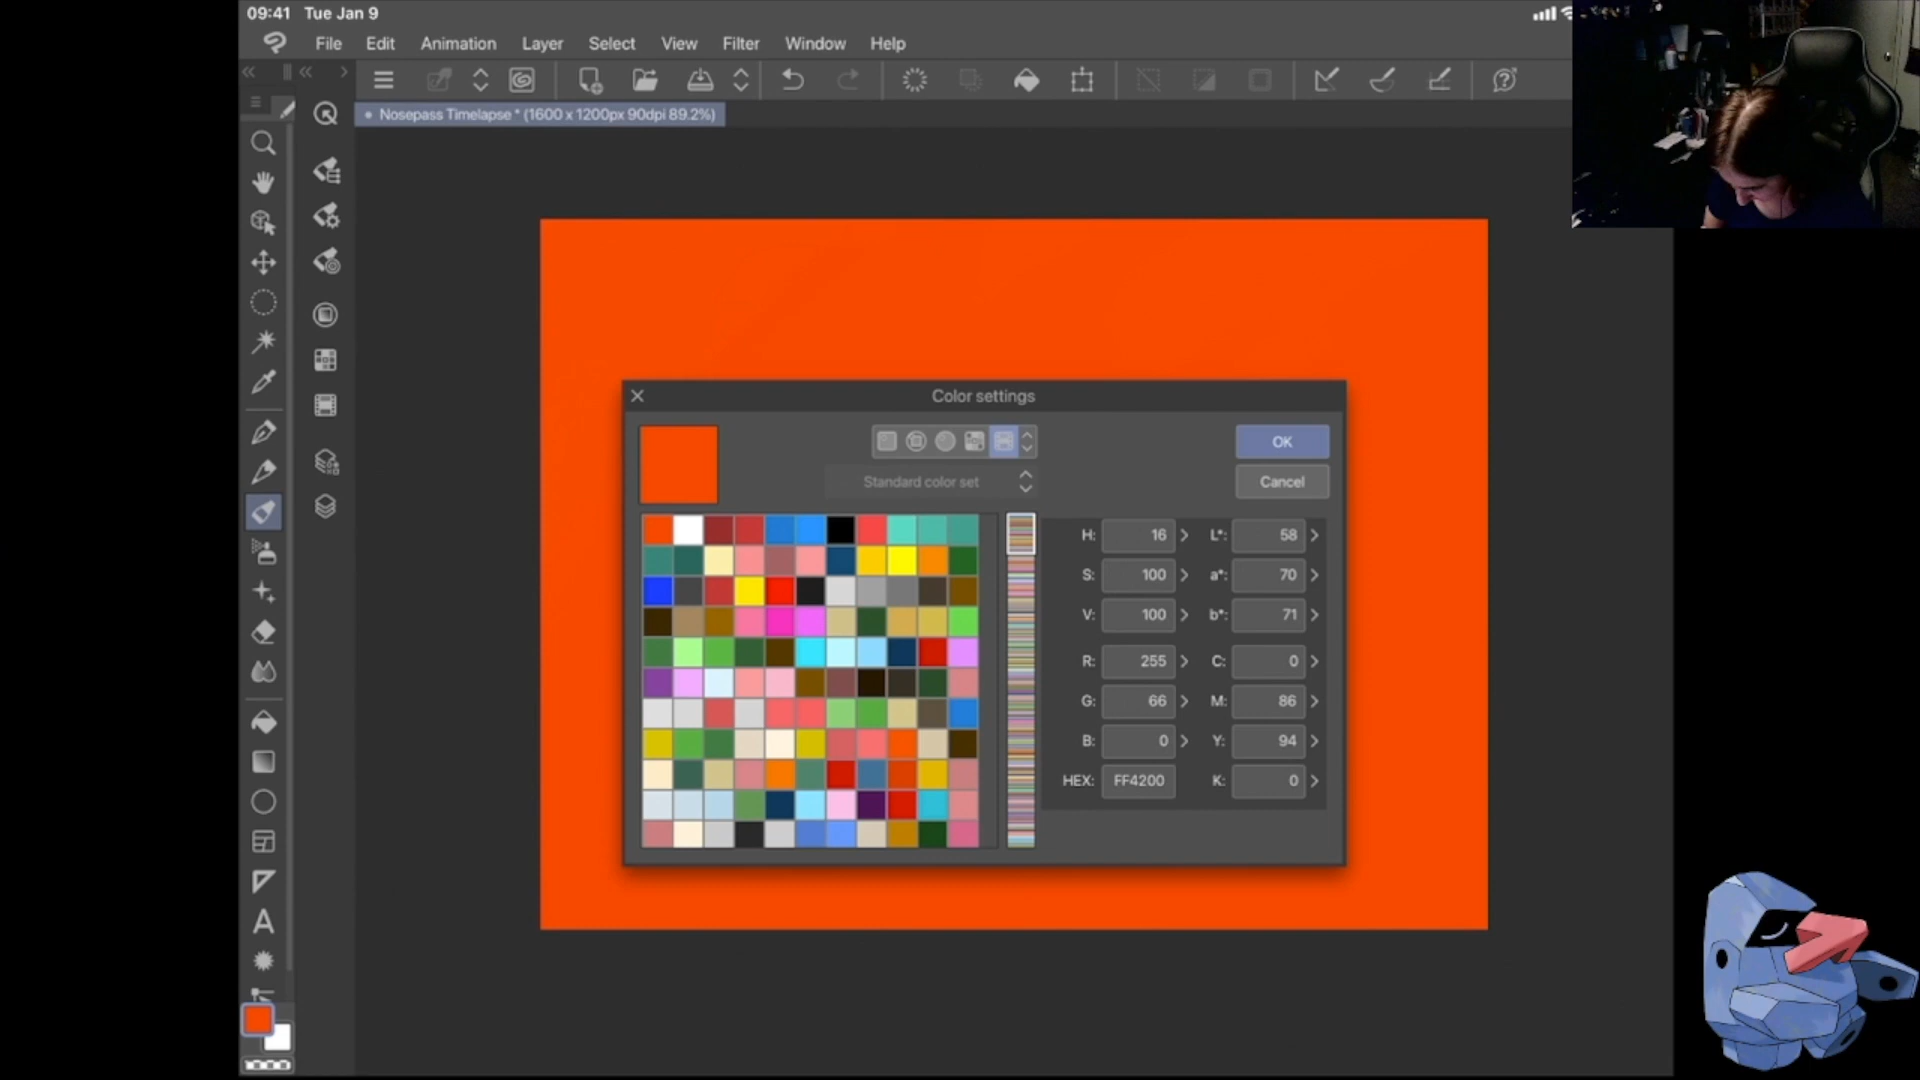 09:41 Tue Jan 9
File Edit Animation Layer Select View Filter Window Help
Nosepass Timelapse * (1600 x 1200px 90dpi 89.2%)
Color settings
OK
Standard color set
Cancel
H: 16 L*: 58
S: 100 a*: 70
V: 100 b*: 71
R: 255 C: 0
G: 66 M: 86
B: 0 Y: 94
HEX: FF4200 K: 0